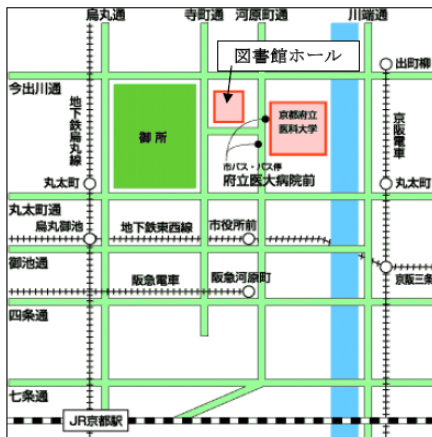 烏丸通
寺町通
河原町通
川端通
図書館ホール
出町柳
今出川通
地下鉄烏丸線
御所
京都府立
医科大学
京阪電車
市バス・バス停
府立医大病院前
丸太町
丸太町
丸太町通
烏丸御池
地下鉄東西線
市役所前
御池通
阪急電車
阪急河原町
京阪三条
四条通
七条通
JR京都駅